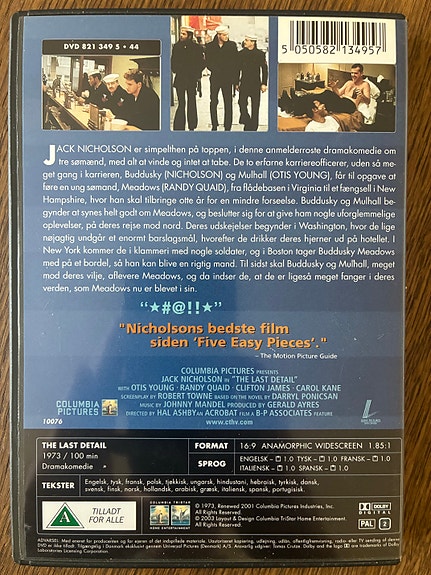 DVD 821 349 5 • 44
5 050582 134957
JACK NICHOLSON er simpelthen på toppen, i denne anmelderroste dramakomedie om
tre sømænd, med alt at vinde og intet at tabe. De to erfarne karriereofficerer, uden så me-
get gang i karrieren, Buddusky (NICHOLSON) og Mulhall (OTIS YOUNG), får til opgave at
føre en ung sømand, Meadows (RANDY QUAID), fra flådebasen i Virginia til et fængsell i New
Hampshire, hvor han skal tilbringe otte år for en mindre forseelse. Buddusky og Mulhall be-
gynder at synes helt godt om Meadows, og beslutter sig for at give ham nogle uforglemmelige
oplevelser, på deres rejse mod nord. Deres udskejelser begynder i Washington, hvor de lige
nøjagtig undgår et enormt barslagsmål, hvorefter de drikker deres hjerner ud på hotellet. I
New York kommer de i klammeri med nogle soldater, og i Boston tager Buddusky Meadows
med på et bordel, så han kan blive en rigtig mand. Til sidst skal Buddusky og Mulhall, meget
mod deres vilje, aflevere Meadows, og da indser de, at de er ligeså meget fanger i deres
verden, som Meadows nu er blevet i sin.
"★#@!!★"
"Nicholsons bedste film
siden 'Five Easy Pieces'."
– The Motion Picture Guide
COLUMBIA PICTURES PRESENTS
JACK NICHOLSON IN "THE LAST DETAIL"
WITH OTIS YOUNG · RANDY QUAID · CLIFTON JAMES · CAROL KANE
SCREENPLAY BY ROBERT TOWNE BASED ON THE NOVEL BY DARRYL PONICSAN
MUSIC BY JOHNNY MANDEL PRODUCED BY GERALD AYRES
DIRECTED BY HAL ASHBY AN ACROBAT FILM A B-P ASSOCIATES FEATURE
www.cthv.com
COLUMBIA
PICTURES
10076
THE LAST DETAIL
1973 / 100 min
Dramakomedie
FORMAT 16:9 ANAMORPHIC WIDESCREEN 1.85:1
SPROG ENGELSK – 1.0 TYSK – 1.0 FRANSK – 1.0
ITALIENSK – 1.0 SPANSK – 1.0
TEKSTER Engelsk, tysk, fransk, polsk, tjekkisk, ungarsk, hindustani, hebraisk, tyrkisk, dansk,
svensk, finsk, norsk, hollandsk, arabisk, græsk, italiensk, spansk, portugisisk.
A
TILLADT
FOR ALLE
COLUMBIA TRISTAR
HOME ENTERTAINMENT
© 1973, Renewed 2001 Columbia Pictures Industries, Inc.
All Rights Reserved.
© 2003 Layout & Design Columbia TriStar Home Entertainment.
All Rights Reserved.
DOLBY
DIGITAL
PAL 2